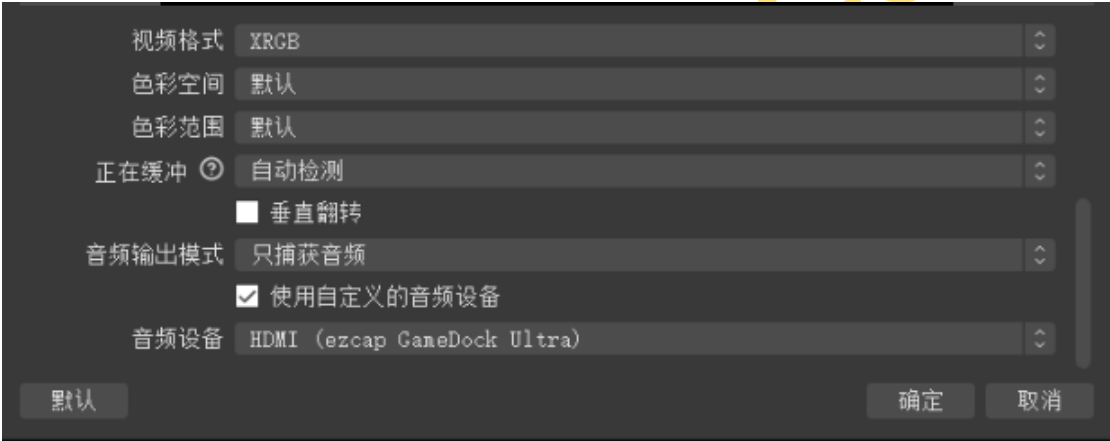 视频格式 XRGB
色彩空间 默认
色彩范围 默认
正在缓冲 ? 自动检测
垂直翻转
音频输出模式 只捕获音频
使用自定义的音频设备
音频设备 HDMI (ezcap GameDock Ultra)
默认 确定 取消